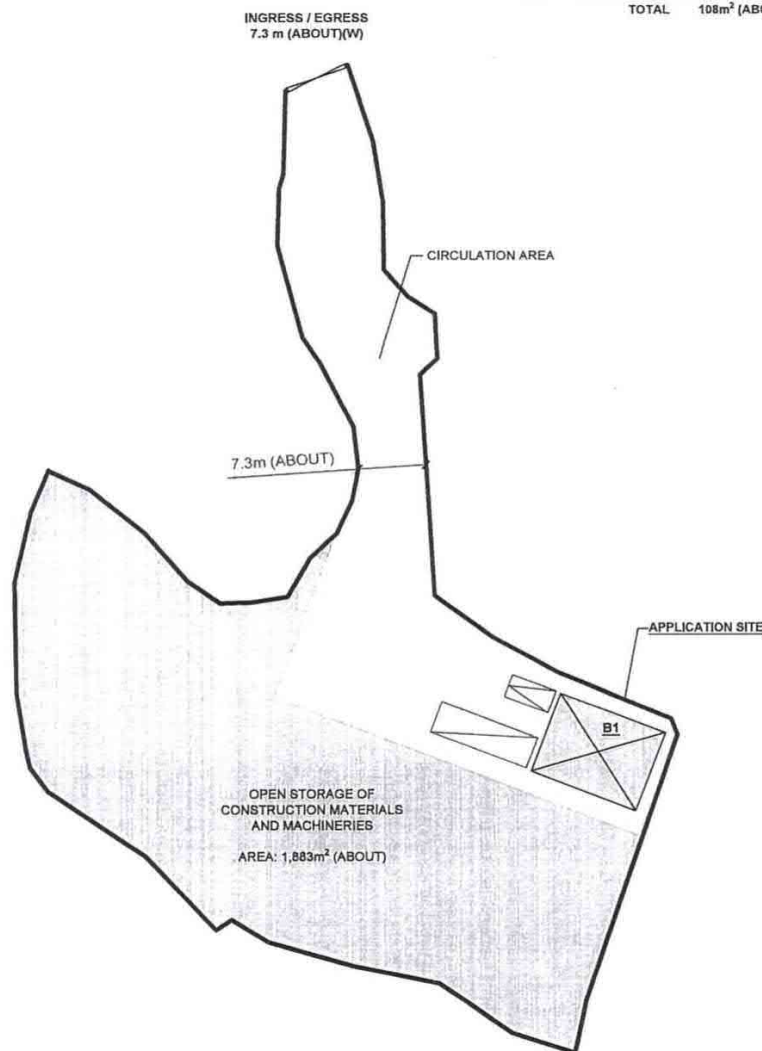 TOTAL 108m² (AB
INGRESS / EGRESS
7.3 m (ABOUT)(W)
CIRCULATION AREA
7.3m (ABOUT)
APPLICATION SITE
B1
OPEN STORAGE OF
CONSTRUCTION MATERIALS
AND MACHINERIES
AREA: 1,883m² (ABOUT)